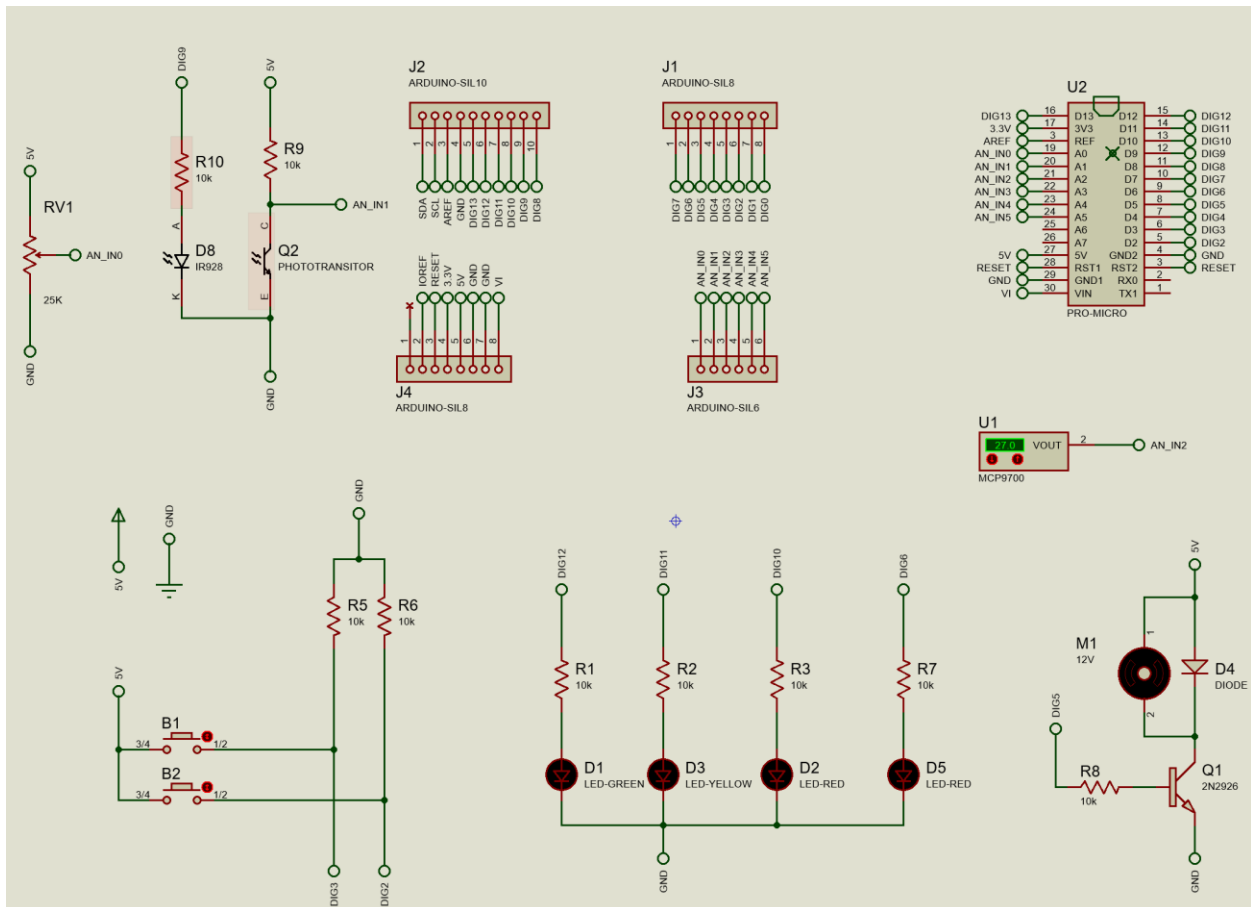 DIG9
5V
R10
10k
R9
10k
AN_IN1
A
D8
IR928
K
C
Q2
PHOTOTRANSITOR
E
GND
5V
RV1
AN_IN0
25K
GND
J2
ARDUINO-SIL10
1 2 3 4 5 6 7 8 9 10
SDA SCL AREF GND DIG13 DIG12 DIG11 DIG10 DIG9 DIG8
J1
ARDUINO-SIL8
1 2 3 4 5 6 7 8
DIG7 DIG6 DIG5 DIG4 DIG3 DIG2 DIG1 DIG0
IOREF RESET 3.3V 5V GND GND VI
1 2 3 4 5 6 7 8
J4
ARDUINO-SIL8
AN_IN0 AN_IN1 AN_IN2 AN_IN3 AN_IN4 AN_IN5
1 2 3 4 5 6
J3
ARDUINO-SIL6
U2
DIG13 16 D13 D12 15 DIG12
3.3V 17 3V3 D11 14 DIG11
AREF 3 REF D10 13 DIG10
AN_IN0 19 A0 D9 12 DIG9
AN_IN1 20 A1 D8 11 DIG8
AN_IN2 21 A2 D7 10 DIG7
AN_IN3 22 A3 D6 9 DIG6
AN_IN4 23 A4 D5 8 DIG5
AN_IN5 24 A5 D4 7 DIG4
25 A6 D3 6 DIG3
26 A7 D2 5 DIG2
5V 27 5V GND2 4 GND
RESET 28 RST1 RST2 3 RESET
GND 29 GND1 RX0 2
VI 30 VIN TX1 1
PRO-MICRO
U1
27.0 VOUT 2 AN_IN2
MCP9700
5V
GND
GND
R5
10k
R6
10k
5V
B1
3/4 1/2
B2
3/4 1/2
DIG3
DIG2
DIG12 DIG11 DIG10 DIG6
R1
10k
R2
10k
R3
10k
R7
10k
D1
LED-GREEN
D3
LED-YELLOW
D2
LED-RED
D5
LED-RED
GND
5V
M1
12V
1
2
D4
DIODE
DIG5
R8
10k
Q1
2N2926
GND